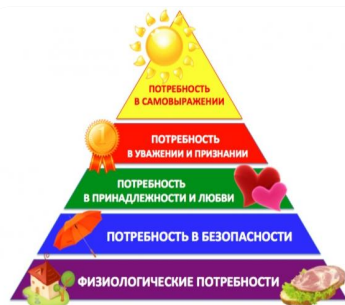 ПОТРЕБНОСТЬ
В САМОВЫРАЖЕНИИ
ПОТРЕБНОСТЬ
В УВАЖЕНИИ И ПРИЗНАНИИ
ПОТРЕБНОСТЬ
В ПРИНАДЛЕЖНОСТИ И ЛЮБВИ
ПОТРЕБНОСТЬ В БЕЗОПАСНОСТИ
ФИЗИОЛОГИЧЕСКИЕ ПОТРЕБНОСТИ